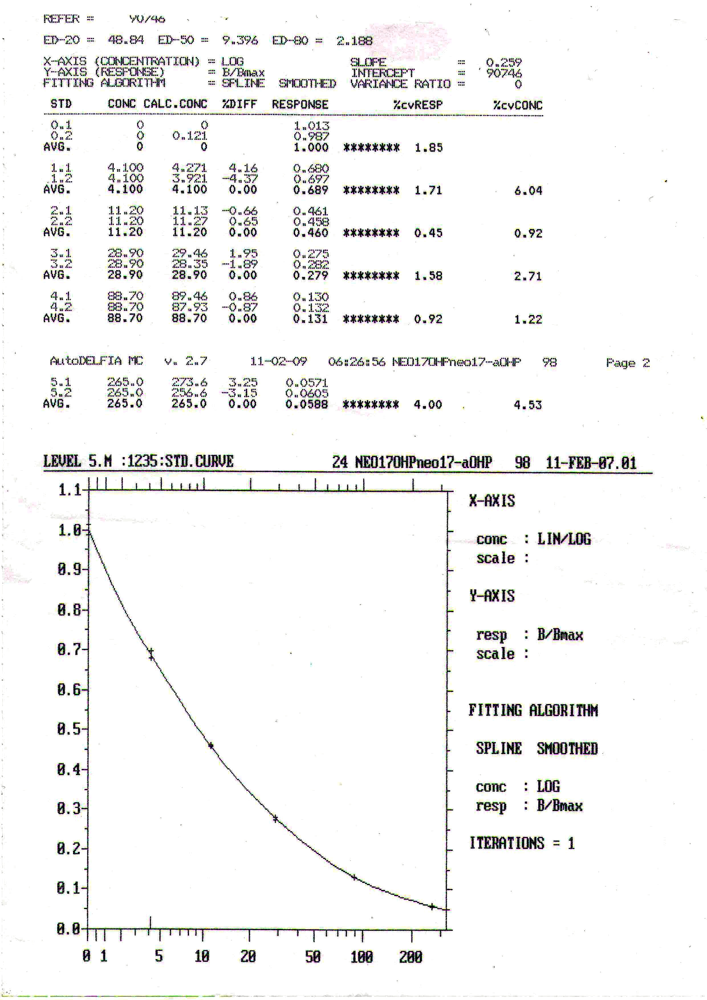 REFER = 90746
ED-20 = 48.84 ED-50 = 9.396 ED-80 = 2.188
X-AXIS (CONCENTRATION) = LOG SLOPE = 0.259
Y-AXIS (RESPONSE) = B/Bmax INTERCEPT = 90746
FITTING ALGORITHM = SPLINE SMOOTHED VARIANCE RATIO = 0
STD CONC CALC.CONC %DIFF RESPONSE %cvRESP %cvCONC
0.1 0 0 1.013
0.2 0 0.121 0.987
AVG. 0 0 1.000 ******** 1.85
1.1 4.100 4.271 4.16 0.680
1.2 4.100 3.921 -4.37 0.697
AVG. 4.100 4.100 0.00 0.689 ******** 1.71 6.04
2.1 11.20 11.13 -0.66 0.461
2.2 11.20 11.27 0.65 0.458
AVG. 11.20 11.20 0.00 0.460 ******** 0.45 0.92
3.1 28.90 29.46 1.95 0.275
3.2 28.90 28.35 -1.89 0.282
AVG. 28.90 28.90 0.00 0.279 ******** 1.58 2.71
4.1 88.70 89.46 0.86 0.130
4.2 88.70 87.93 -0.87 0.132
AVG. 88.70 88.70 0.00 0.131 ******** 0.92 1.22
AutoDELFIA MC v. 2.7 11-02-09 06:26:56 NEO17OHPneo17-aOHP 98 Page 2
5.1 265.0 273.6 3.25 0.0571
5.2 265.0 256.6 -3.15 0.0605
AVG. 265.0 265.0 0.00 0.0588 ******** 4.00 4.53
LEVEL 5.M :1235:STD.CURVE 24 NEO17OHPneo17-aOHP 98 11-FEB-07.01
1.1
1.0
0.9
0.8
0.7
0.6
0.5
0.4
0.3
0.2
0.1
0.0
0 1 5 10 20 50 100 200
X-AXIS
conc : LIN/LOG
scale :
Y-AXIS
resp : B/Bmax
scale :
FITTING ALGORITHM
SPLINE SMOOTHED
conc : LOG
resp : B/Bmax
ITERATIONS = 1